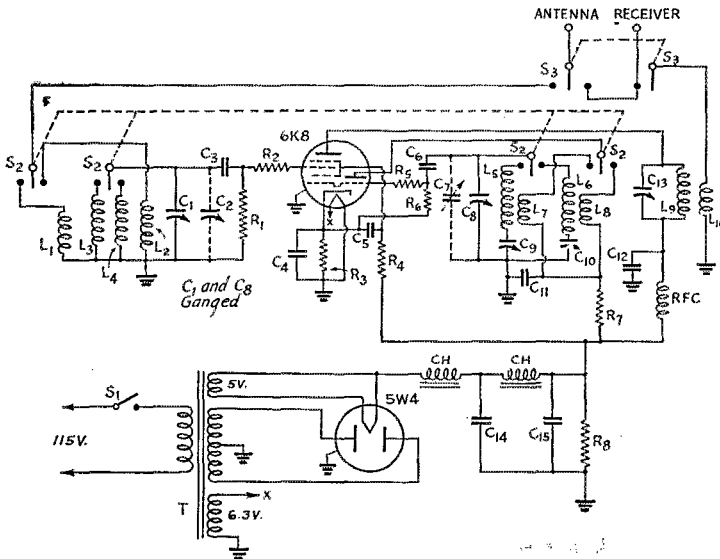 ANTENNA RECEIVER
S3
S3
6K8
S2
S2
C3
R2
C1
C2
R1
L1
L3
L4
L2
C1 and C8
Ganged
C4
R3
X
C5
R4
R5
R6
C6
C7
C8
S2
S2
L5
L7
L6
L8
C9
C10
C11
R7
C13
L9
L10
C12
RFC
S1
115V.
T
5V.
5W4
X
6.3V.
CH
CH
C14
C15
R8